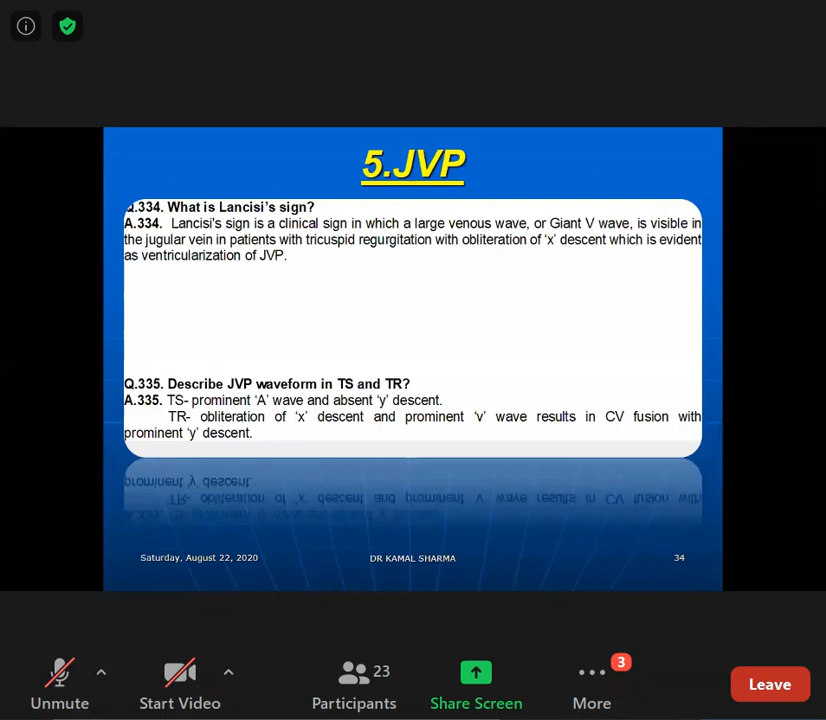 5.JVP
Q.334. What is Lancisi's sign?
A.334. Lancisi's sign is a clinical sign in which a large venous wave, or Giant V wave, is visible in
the jugular vein in patients with tricuspid regurgitation with obliteration of 'x' descent which is evident
as ventricularization of JVP.
Q.335. Describe JVP waveform in TS and TR?
A.335. TS- prominent 'A' wave and absent 'y' descent.
TR- obliteration of 'x' descent and prominent 'v' wave results in CV fusion with
prominent 'y' descent.
Saturday, August 22, 2020 DR KAMAL SHARMA 34
23 3
Unmute Start Video Participants Share Screen More Leave